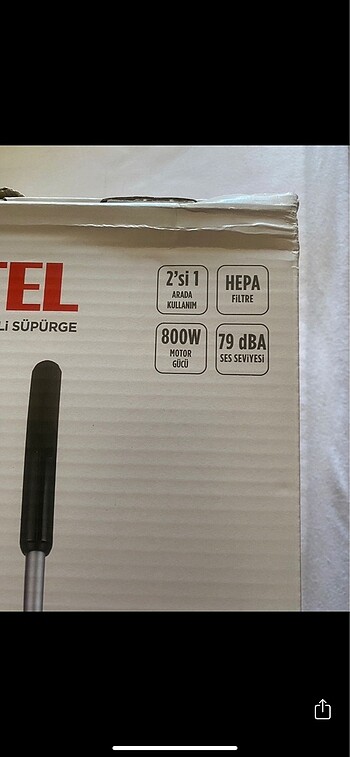 TEL
Lİ SÜPÜRGE
2'si 1
ARADA
KULLANIM
HEPA
FİLTRE
800W
MOTOR
GÜCÜ
79 dBA
SES SEVİYESİ